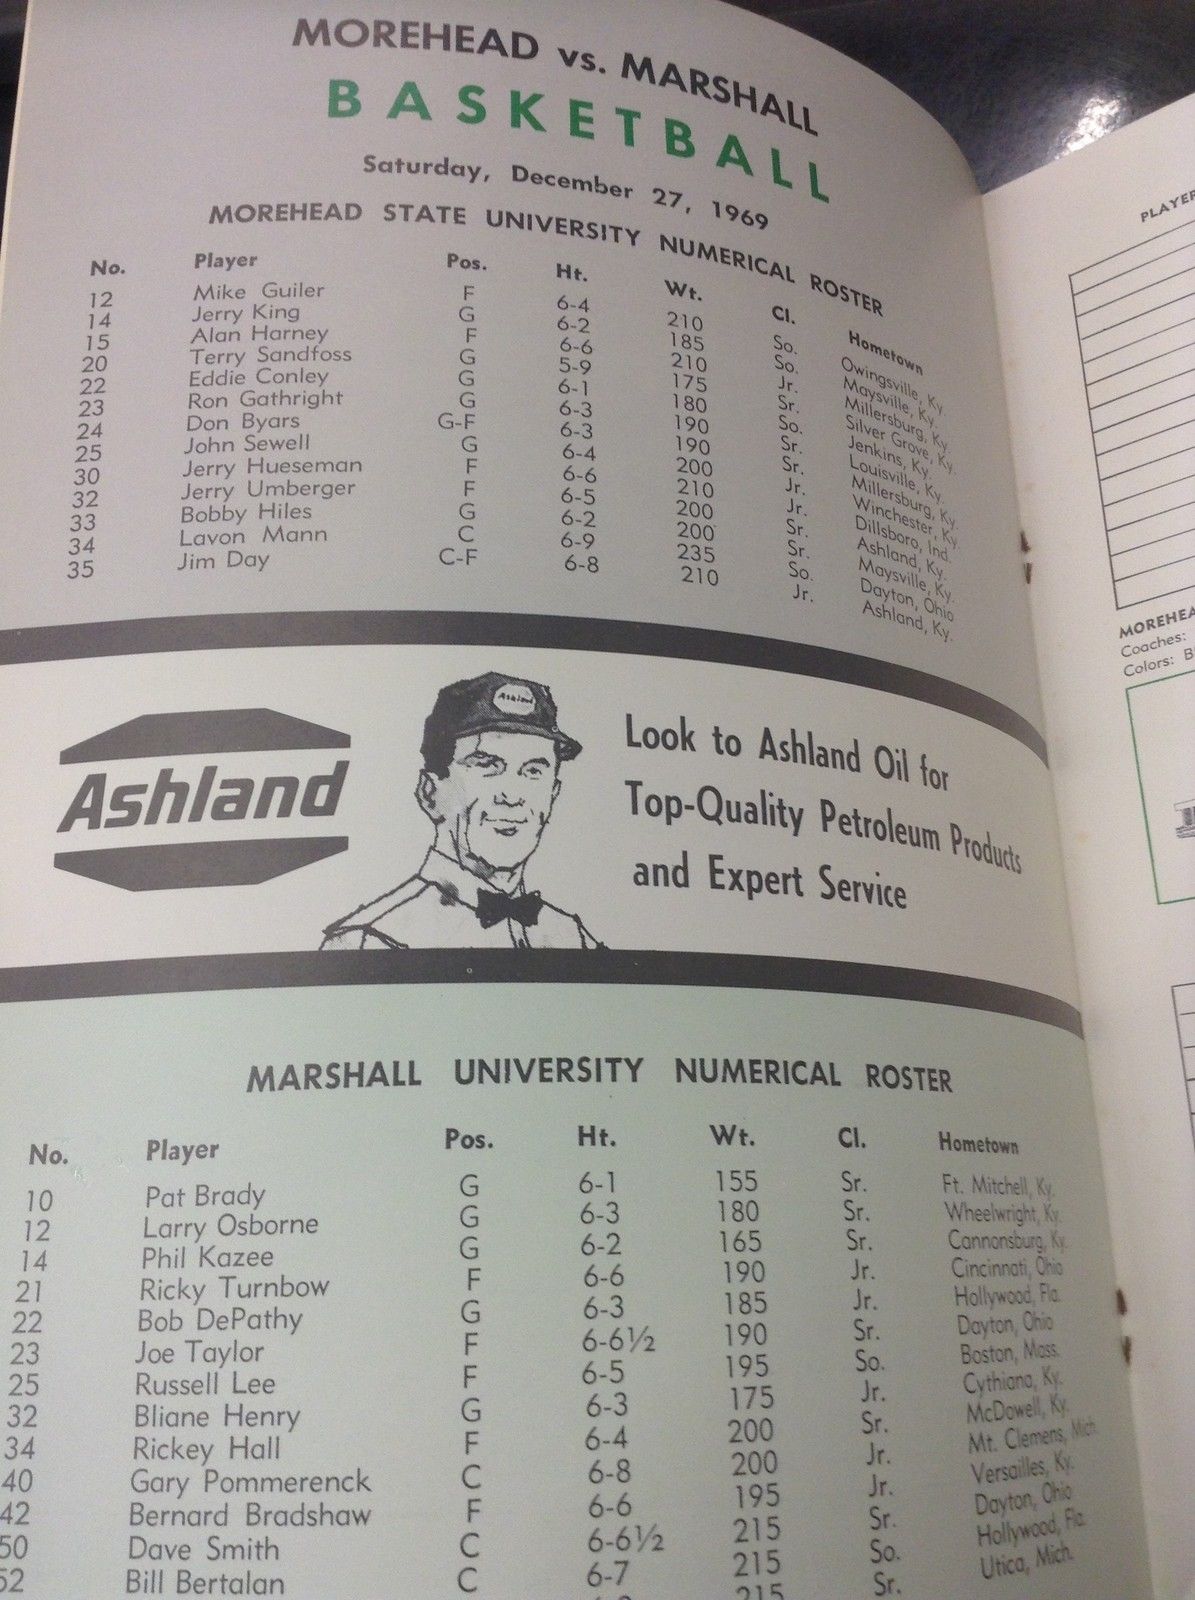 MOREHEAD vs. MARSHALL
BASKETBALL
Saturday, December 27, 1969
MOREHEAD STATE UNIVERSITY NUMERICAL ROSTER
No. Player Pos. Ht. Wt. Cl. Hometown
12 Mike Guiler F 6-4 210 So. Owingsville, Ky.
14 Jerry King G 6-2 185 So. Maysville, Ky.
15 Alan Harney F 6-6 210 Jr. Millersburg, Ky.
20 Terry Sandfoss G 5-9 175 Sr. Silver Grove, Ky.
22 Eddie Conley G 6-1 180 So. Jenkins, Ky.
23 Ron Gathright G 6-3 190 Sr. Louisville, Ky.
24 Don Byars G-F 6-3 190 Sr. Millersburg, Ky.
25 John Sewell G 6-4 200 Jr. Winchester, Ky.
30 Jerry Hueseman F 6-6 210 Jr. Dillsboro, Ind.
32 Jerry Umberger F 6-5 200 Sr. Ashland, Ky.
33 Bobby Hiles G 6-2 200 Sr. Maysville, Ky.
34 Lavon Mann C 6-9 235 So. Dayton, Ohio
35 Jim Day C-F 6-8 210 Jr. Ashland, Ky.
Ashland
Ashland
Look to Ashland Oil for
Top-Quality Petroleum Products
and Expert Service
MARSHALL UNIVERSITY NUMERICAL ROSTER
No. Player Pos. Ht. Wt. Cl. Hometown
10 Pat Brady G 6-1 155 Sr. Ft. Mitchell, Ky.
12 Larry Osborne G 6-3 180 Sr. Wheelwright, Ky.
14 Phil Kazee G 6-2 165 Sr. Cannonsburg, Ky.
21 Ricky Turnbow F 6-6 190 Jr. Cincinnati, Ohio
22 Bob DePathy G 6-3 185 Jr. Hollywood, Fla.
23 Joe Taylor F 6-6½ 190 Sr. Dayton, Ohio
25 Russell Lee F 6-5 195 So. Boston, Mass.
32 Bliane Henry G 6-3 175 Jr. Cythiana, Ky.
34 Rickey Hall F 6-4 200 Sr. McDowell, Ky.
40 Gary Pommerenck C 6-8 200 Jr. Mt. Clemens, Mich.
42 Bernard Bradshaw F 6-6 195 Jr. Versailles, Ky.
50 Dave Smith C 6-6½ 215 Sr. Dayton, Ohio
52 Bill Bertalan C 6-7 215 So. Hollywood, Fla.
215 Sr. Utica, Mich.
PLAYER
MOREHEA
Coaches:
Colors: B